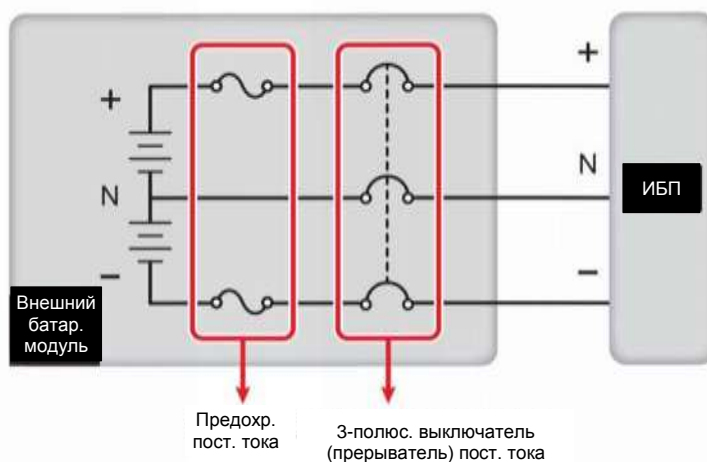 +
+
N
N
ИБП
−
−
Внешний
батар.
модуль
Предохр.
пост. тока
3-полюс. выключатель
(прерыватель) пост. тока